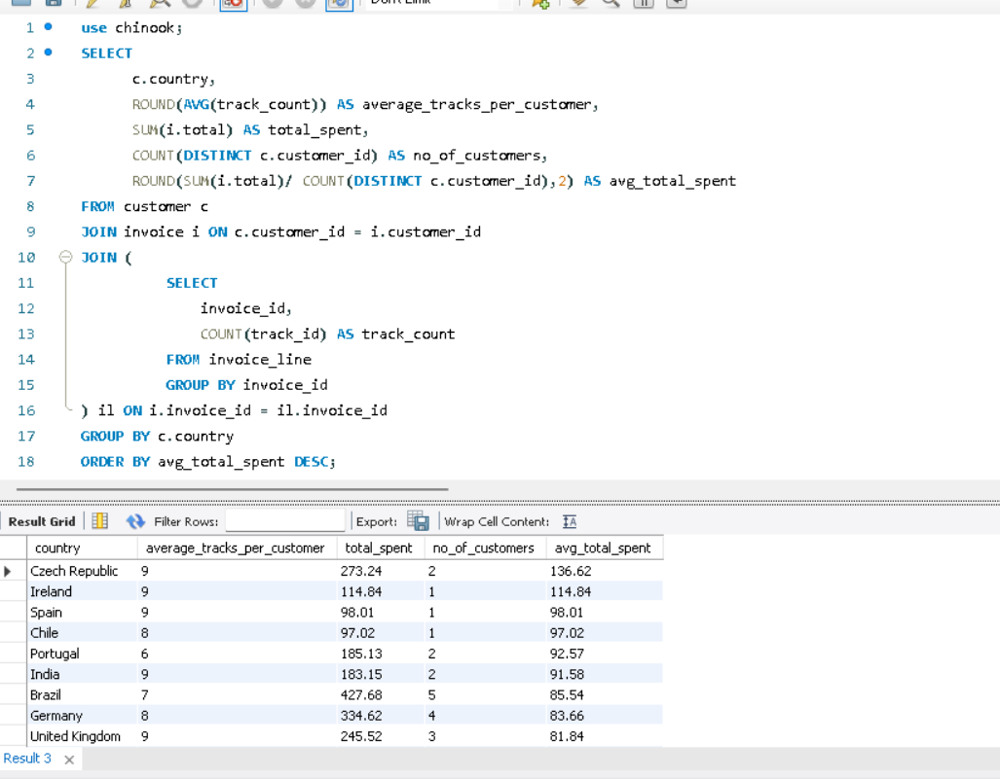 1 use chinook;
2 SELECT
3 c.country,
4 ROUND(AVG(track_count)) AS average_tracks_per_customer,
5 SUM(i.total) AS total_spent,
6 COUNT(DISTINCT c.customer_id) AS no_of_customers,
7 ROUND(SUM(i.total)/ COUNT(DISTINCT c.customer_id),2) AS avg_total_spent
8 FROM customer c
9 JOIN invoice i ON c.customer_id = i.customer_id
10 JOIN (
11 SELECT
12 invoice_id,
13 COUNT(track_id) AS track_count
14 FROM invoice_line
15 GROUP BY invoice_id
16 ) il ON i.invoice_id = il.invoice_id
17 GROUP BY c.country
18 ORDER BY avg_total_spent DESC;
Result Grid Filter Rows: Export: Wrap Cell Content:
country average_tracks_per_customer total_spent no_of_customers avg_total_spent
Czech Republic 9 273.24 2 136.62
Ireland 9 114.84 1 114.84
Spain 9 98.01 1 98.01
Chile 8 97.02 1 97.02
Portugal 6 185.13 2 92.57
India 9 183.15 2 91.58
Brazil 7 427.68 5 85.54
Germany 8 334.62 4 83.66
United Kingdom 9 245.52 3 81.84
Result 3